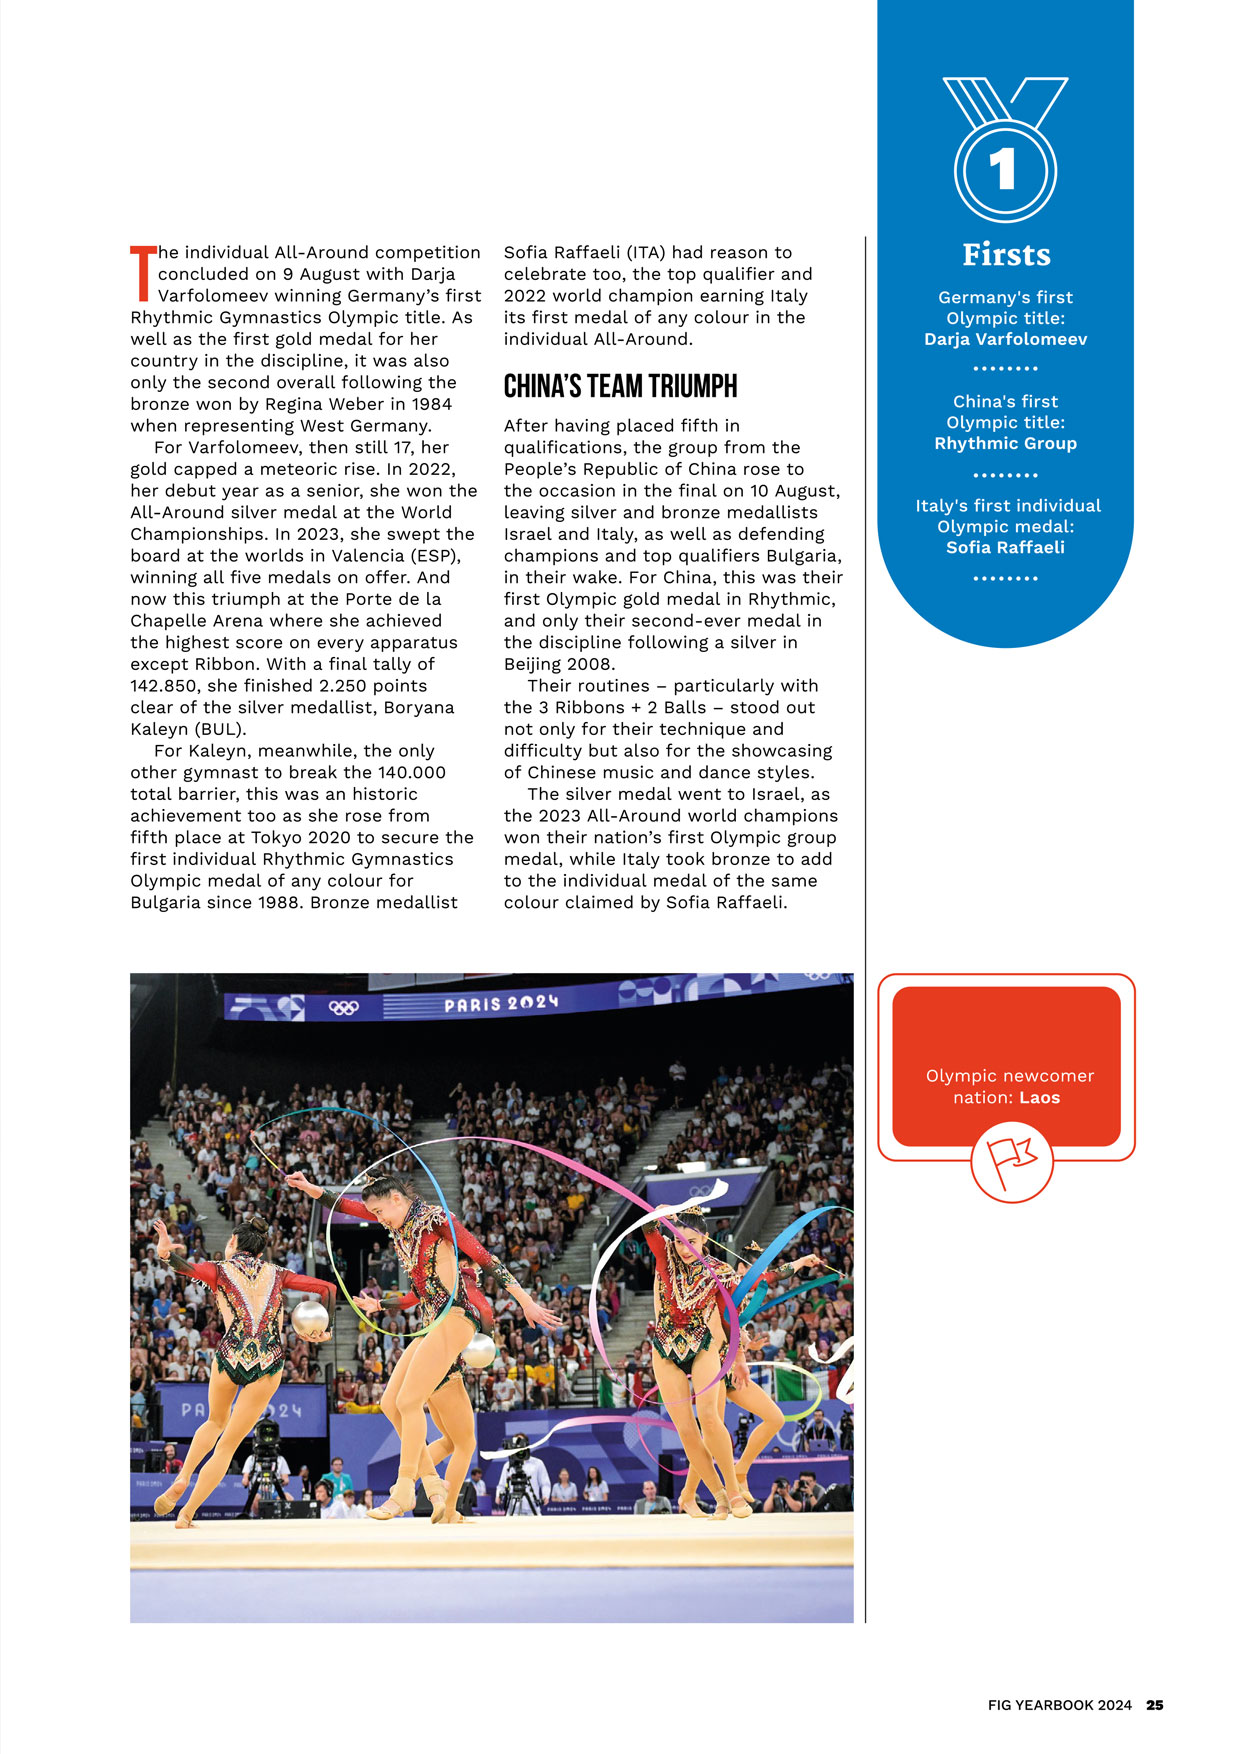 The individual All-Around competition
concluded on 9 August with Darja
Varfolomeev winning Germany’s first
Rhythmic Gymnastics Olympic title. As
well as the first gold medal for her
country in the discipline, it was also
only the second overall following the
bronze won by Regina Weber in 1984
when representing West Germany.
For Varfolomeev, then still 17, her
gold capped a meteoric rise. In 2022,
her debut year as a senior, she won the
All-Around silver medal at the World
Championships. In 2023, she swept the
board at the worlds in Valencia (ESP),
winning all five medals on offer. And
now this triumph at the Porte de la
Chapelle Arena where she achieved
the highest score on every apparatus
except Ribbon. With a final tally of
142.850, she finished 2.250 points
clear of the silver medallist, Boryana
Kaleyn (BUL).
For Kaleyn, meanwhile, the only
other gymnast to break the 140.000
total barrier, this was an historic
achievement too as she rose from
fifth place at Tokyo 2020 to secure the
first individual Rhythmic Gymnastics
Olympic medal of any colour for
Bulgaria since 1988. Bronze medallist
Sofia Raffaeli (ITA) had reason to
celebrate too, the top qualifier and
2022 world champion earning Italy
its first medal of any colour in the
individual All-Around.
CHINA’S TEAM TRIUMPH
After having placed fifth in
qualifications, the group from the
People’s Republic of China rose to
the occasion in the final on 10 August,
leaving silver and bronze medallists
Israel and Italy, as well as defending
champions and top qualifiers Bulgaria,
in their wake. For China, this was their
first Olympic gold medal in Rhythmic,
and only their second-ever medal in
the discipline following a silver in
Beijing 2008.
Their routines – particularly with
the 3 Ribbons + 2 Balls – stood out
not only for their technique and
difficulty but also for the showcasing
of Chinese music and dance styles.
The silver medal went to Israel, as
the 2023 All-Around world champions
won their nation’s first Olympic group
medal, while Italy took bronze to add
to the individual medal of the same
colour claimed by Sofia Raffaeli.
1
Firsts
Germany's first
Olympic title:
Darja Varfolomeev
China's first
Olympic title:
Rhythmic Group
Italy's first individual
Olympic medal:
Sofia Raffaeli
PARIS 2024
PA 24
PARIS 2024
Olympic newcomer
nation: Laos
FIG YEARBOOK 2024 25